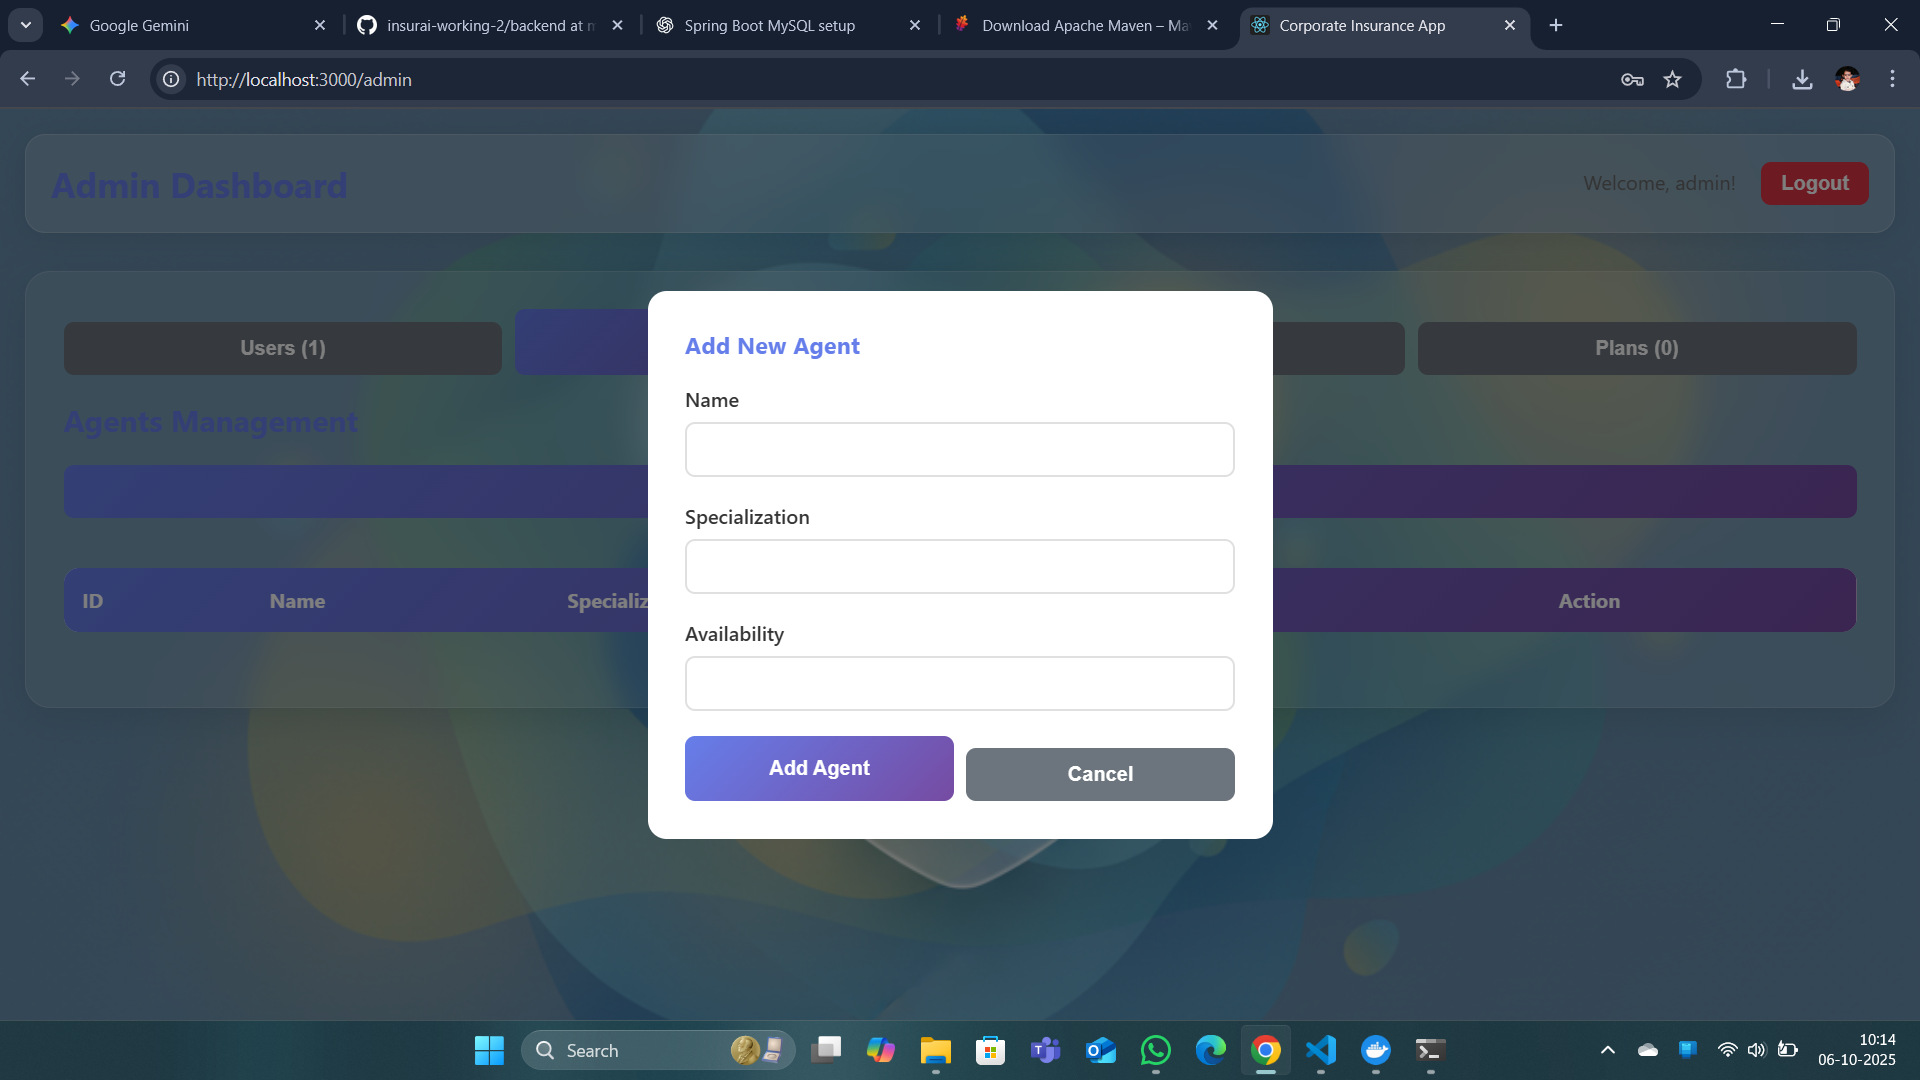 Google Gemini
insurai-working-2/backend at m
Spring Boot MySQL setup
Download Apache Maven – Ma
Corporate Insurance App
http://localhost:3000/admin
Admin Dashboard
Welcome, admin!
Logout
Users (1)
Plans (0)
Agents Management
ID
Name
Specializ
Action
Add New Agent
Name
Specialization
Availability
Add Agent
Cancel
Search
10:14
06-10-2025